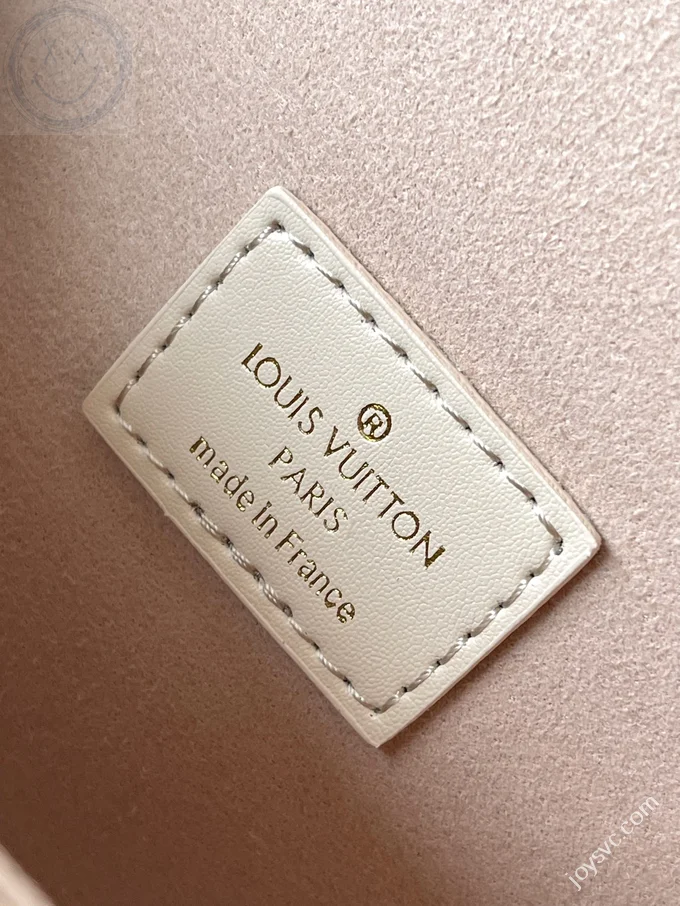 ®
LOUIS VUITTON
PARIS
made in France
joysvc.com